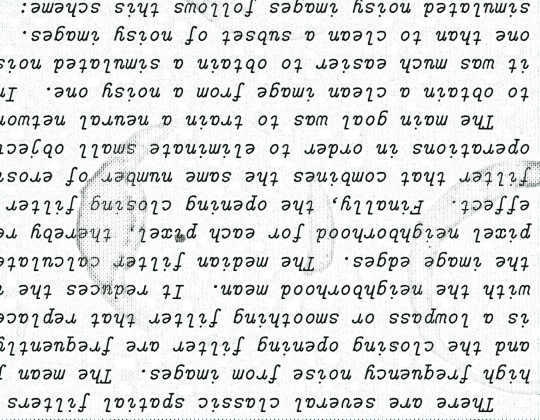 There are several classic spatial filters
high frequency noise from images. The mean f
and the closing opening filter are frequently
is a lowpass or smoothing filter that replace
with the neighborhood mean. It reduces the
the image edges. The median filter calculate
pixel neighborhood for each pixel, thereby re
effect. Finally, the opening closing filter
filter that combines the same number of erosi
operations in order to eliminate small object
The main goal was to train a neural networ
to obtain a clean image from a noisy one. In
it was much easier to obtain a simulated nois
one than to clean a subset of noisy images.
simulated noisy images follows this scheme: